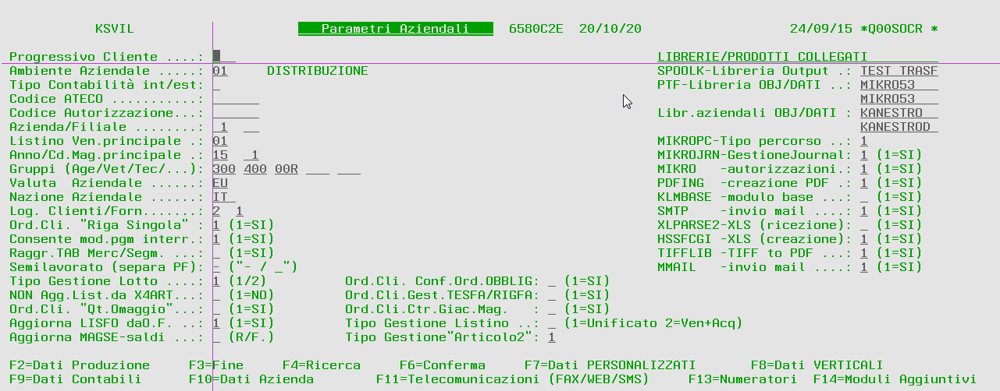 KSVIL Parametri Aziendali 6580C2E 20/10/20 24/09/15 *Q00SOCR *
Progressivo Cliente ....: LIBRERIE/PRODOTTI COLLEGATI
Ambiente Aziendale .....: 01 DISTRIBUZIONE SPOOLK-Libreria Output .: TEST_TRASF
Tipo Contabilità int/est: _ PTF-Libreria OBJ/DATI ..: MIKRO53
Codice ATECO ...........: ______ MIKRO53
Codice Autorizzazione...: ______ Libr.aziendali OBJ/DATI : KANESTRO
Azienda/Filiale ........: 1 __ KANESTROD
Listino Ven.principale .: 01 MIKROPC-Tipo percorso ..: 1
Anno/Cd.Mag.principale .: 15 1 MIKROJRN-GestioneJournal: 1 (1=SI)
Gruppi (Age/Vet/Tec/...): 300 400 00R ___ ___ MIKRO -autorizzazioni.: 1 (1=SI)
Valuta Aziendale ......: EU PDFING -creazione PDF .: 1 (1=SI)
Nazione Aziendale ......: IT KLMBASE -modulo base ...: _ (1=SI)
Log. Clienti/Forn.......: 2 1 SMTP -invio mail ....: 1 (1=SI)
Ord.Cli. "Riga Singola" : 1 (1=SI) XLPARSE2-XLS (ricezione): _ (1=SI)
Consente mod.pgm interr.: 1 (1=SI) HSSFCGI -XLS (creazione): 1 (1=SI)
Raggr.TAB Merc/Segm. ...: _ (1=SI) TIFFLIB -TIFF to PDF ...: 1 (1=SI)
Semilavorato (separa PF): - ("- / _") MMAIL -invio mail ....: 1 (1=SI)
Tipo Gestione Lotto ....: 1 (1/2) Ord.Cli. Conf.Ord.OBBLIG: _ (1=SI)
NON Agg.List.da X4ART...: _ (1=NO) Ord.Cli.Gest.TESFA/RIGFA: _ (1=SI)
Ord.Cli. "Qt.Omaggio"...: _ (1=SI) Ord.Cli.Ctr.Giac.Mag. : _ (1=SI)
Aggiorna LISFO daO.F. ..: 1 (1=SI) Tipo Gestione Listino ..: _ (1=Unificato 2=Ven+Acq)
Aggiorna MAGSE-saldi ...: _ (R/F.) Tipo Gestione"Articolo2": 1
F2=Dati Produzione F3=Fine F4=Ricerca F6=Conferma F7=Dati PERSONALIZZATI F8=Dati VERTICALI
F9=Dati Contabili F10=Dati Azienda F11=Telecomunicazioni (FAX/WEB/SMS) F13=Numeratori F14=Moduli Aggiuntivi